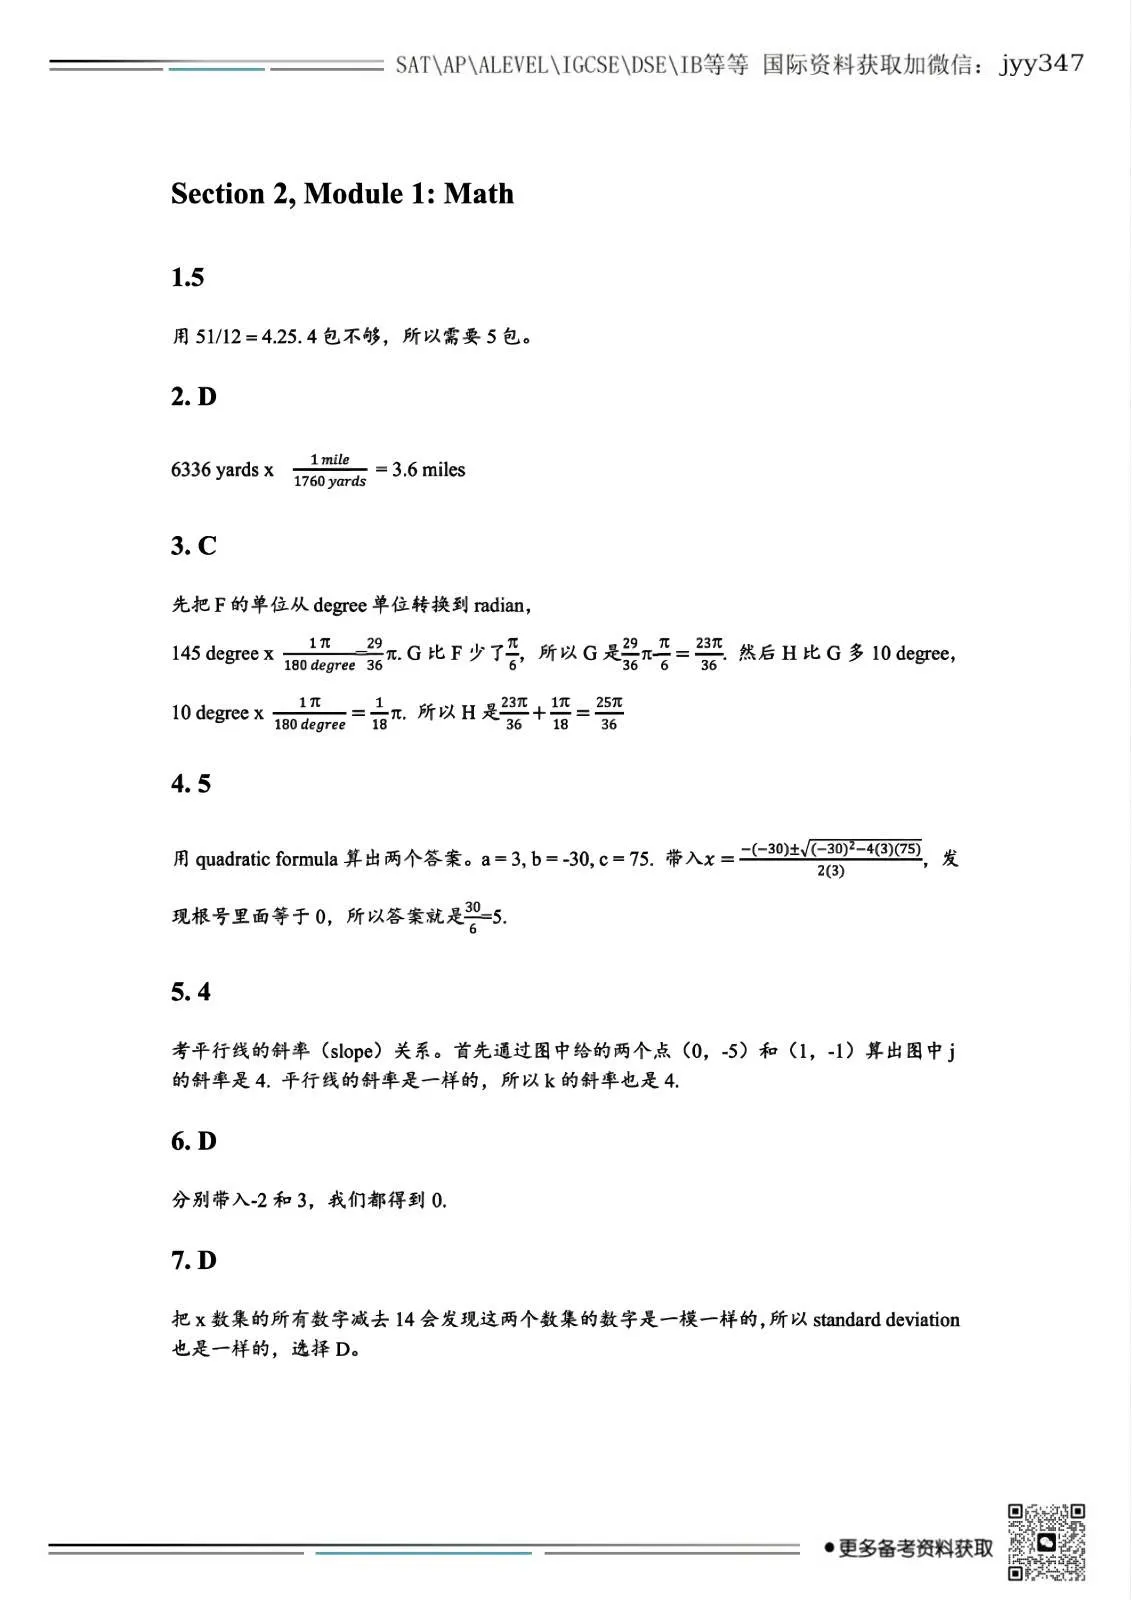 SAT\AP\ALEVEL\IGCSE\DSE\IB等等 国际资料获取加微信：jyy347
Section 2, Module 1: Math
1.5
用 51/12 = 4.25. 4 包不够，所以需要 5 包。
2. D
6336 yards x 1 mile/1760 yards = 3.6 miles
3. C
先把 F 的单位从 degree 单位转换到 radian，
145 degree x 1π/180 degree = 29/36 π. G 比 F 少了 π/6，所以 G 是 29/36 π - π/6 = 23π/36. 然后 H 比 G 多 10 degree，
10 degree x 1π/180 degree = 1/18 π. 所以 H 是 23π/36 + 1π/18 = 25π/36
4. 5
用 quadratic formula 算出两个答案。a = 3, b = -30, c = 75. 带入 x = (-(-30)±√((-30)²-4(3)(75)))/2(3)，发
现根号里面等于 0，所以答案就是 30/6 =5.
5. 4
考平行线的斜率（slope）关系。首先通过图中给的两个点（0，-5）和（1，-1）算出图中 j
的斜率是 4. 平行线的斜率是一样的，所以 k 的斜率也是 4.
6. D
分别带入-2 和 3，我们都得到 0.
7. D
把 x 数集的所有数字减去 14 会发现这两个数集的数字是一模一样的，所以 standard deviation
也是一样的，选择 D。
●更多备考资料获取